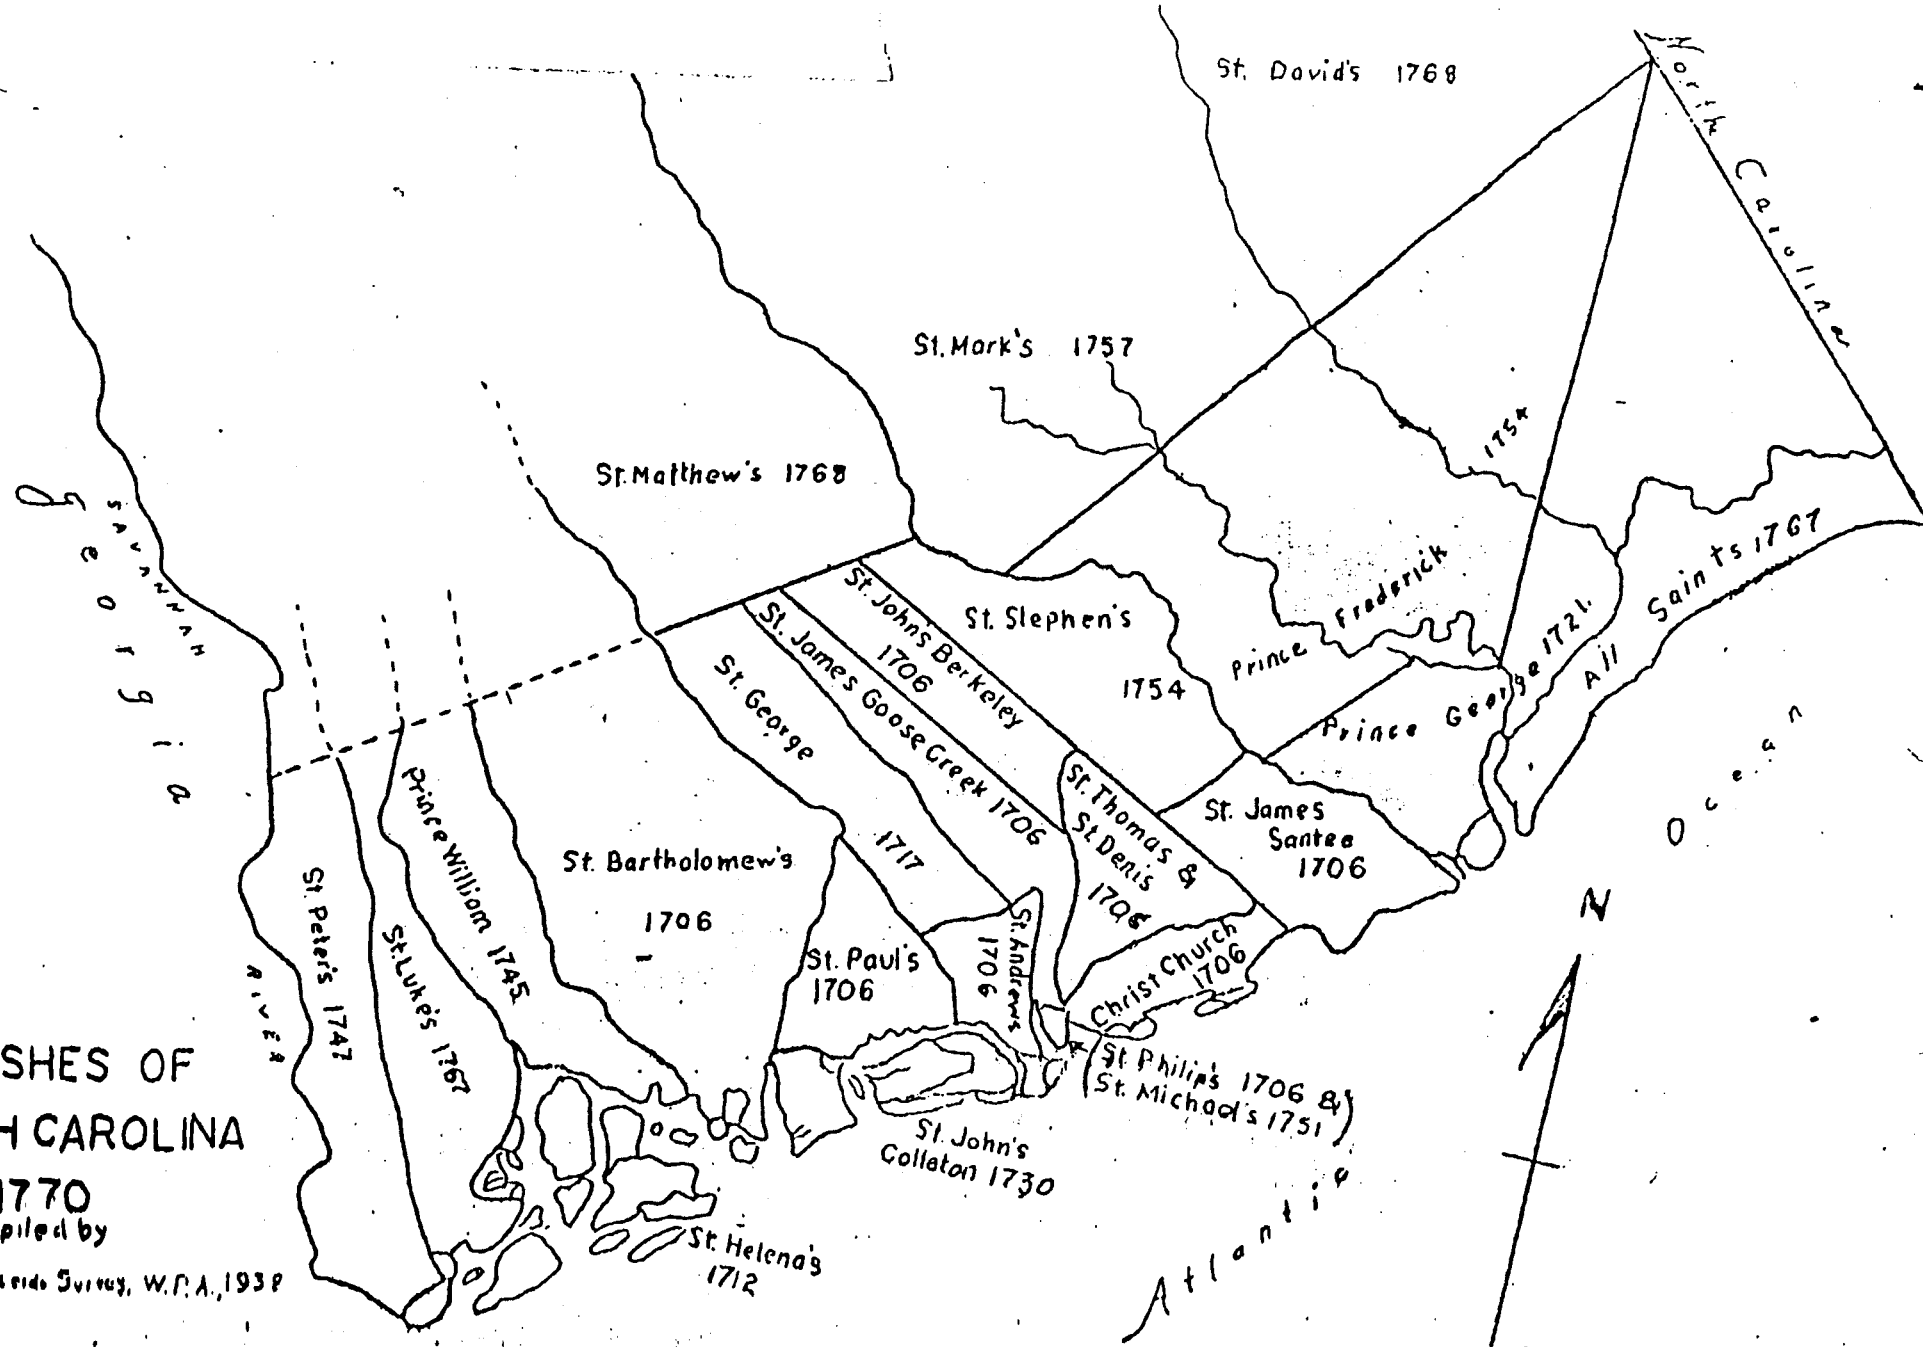 St. David's 1768
North Carolina
St. Mark's 1757
St. Matthew's 1768
Georgia
SAVANNAH
RIVER
1754
Prince Frederick
All Saints 1767
Prince George 1721
St. Stephen's
1754
St. John's Berkeley
1706
St. James Goose Creek 1706
St. George
1717
St. Thomas &
St Denis
1706
St. James
Santee
1706
Prince William 1745
St. Bartholomew's
1706
St. Peter's 1747
St. Luke's 1767
St. Paul's
1706
St. Andrews
1706
Christ Church
1706
St. Philip's 1706 &
St. Michael's 1751
St. John's
Colleton 1730
St. Helena's
1712
Atlantic
Ocean
N
SHES OF
H CAROLINA
1770
piled by
Survey, W.P.A., 1938